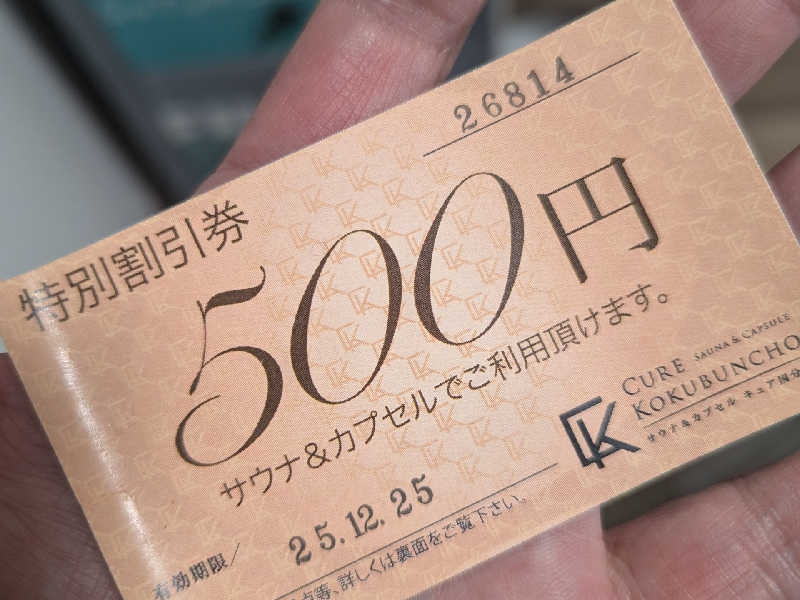 26814
特別割引券
500円
サウナ&カプセルでご利用頂けます。
CURE SAUNA & CAPSULE
KOKUBUNCHO
サウナ&カプセル キュア国分
有効期限/ 25.12.25
点等、詳しくは裏面をご覧下さい。